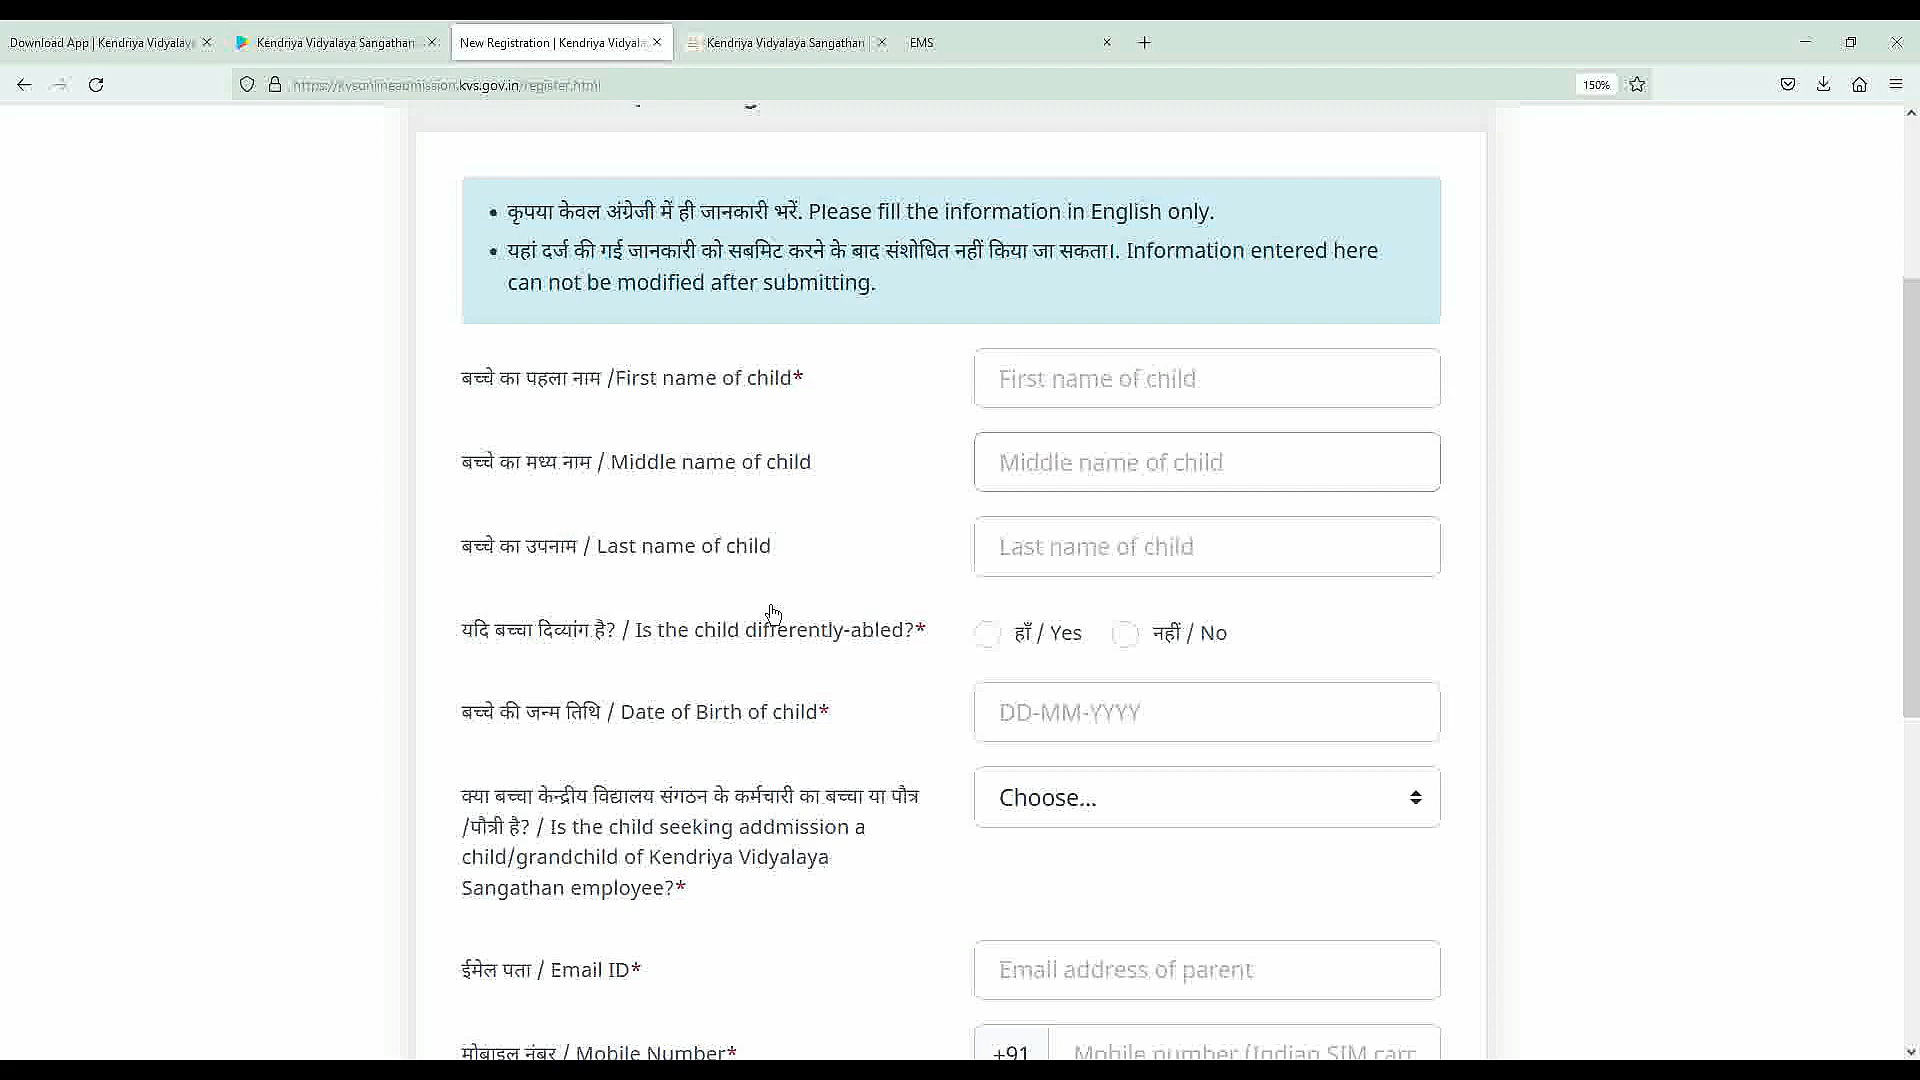 Download App | Kendriya Vidyalay
Kendriya Vidyalaya Sangathan
New Registration | Kendriya Vidyala
Kendriya Vidyalaya Sangathan |
EMS
https://kvsonlineadmission.kvs.gov.in/register.html
150%
• कृपया केवल अंग्रेजी में ही जानकारी भरें. Please fill the information in English only.
• यहां दर्ज की गई जानकारी को सबमिट करने के बाद संशोधित नहीं किया जा सकता।. Information entered here
can not be modified after submitting.
बच्चे का पहला नाम /First name of child*
First name of child
बच्चे का मध्य नाम / Middle name of child
Middle name of child
बच्चे का उपनाम / Last name of child
Last name of child
यदि बच्चा दिव्यांग है? / Is the child differently-abled?*
हाँ / Yes
नहीं / No
बच्चे की जन्म तिथि / Date of Birth of child*
DD-MM-YYYY
क्या बच्चा केन्द्रीय विद्यालय संगठन के कर्मचारी का बच्चा या पौत्र
/पौत्री है? / Is the child seeking addmission a
child/grandchild of Kendriya Vidyalaya
Sangathan employee?*
Choose...
ईमेल पता / Email ID*
Email address of parent
मोबाइल नंबर / Mobile Number*
+91
Mobile number (Indian SIM card